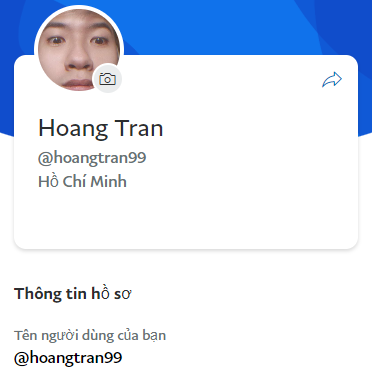 Hoang Tran
@hoangtran99
Hồ Chí Minh
Thông tin hồ sơ
Tên người dùng của bạn
@hoangtran99